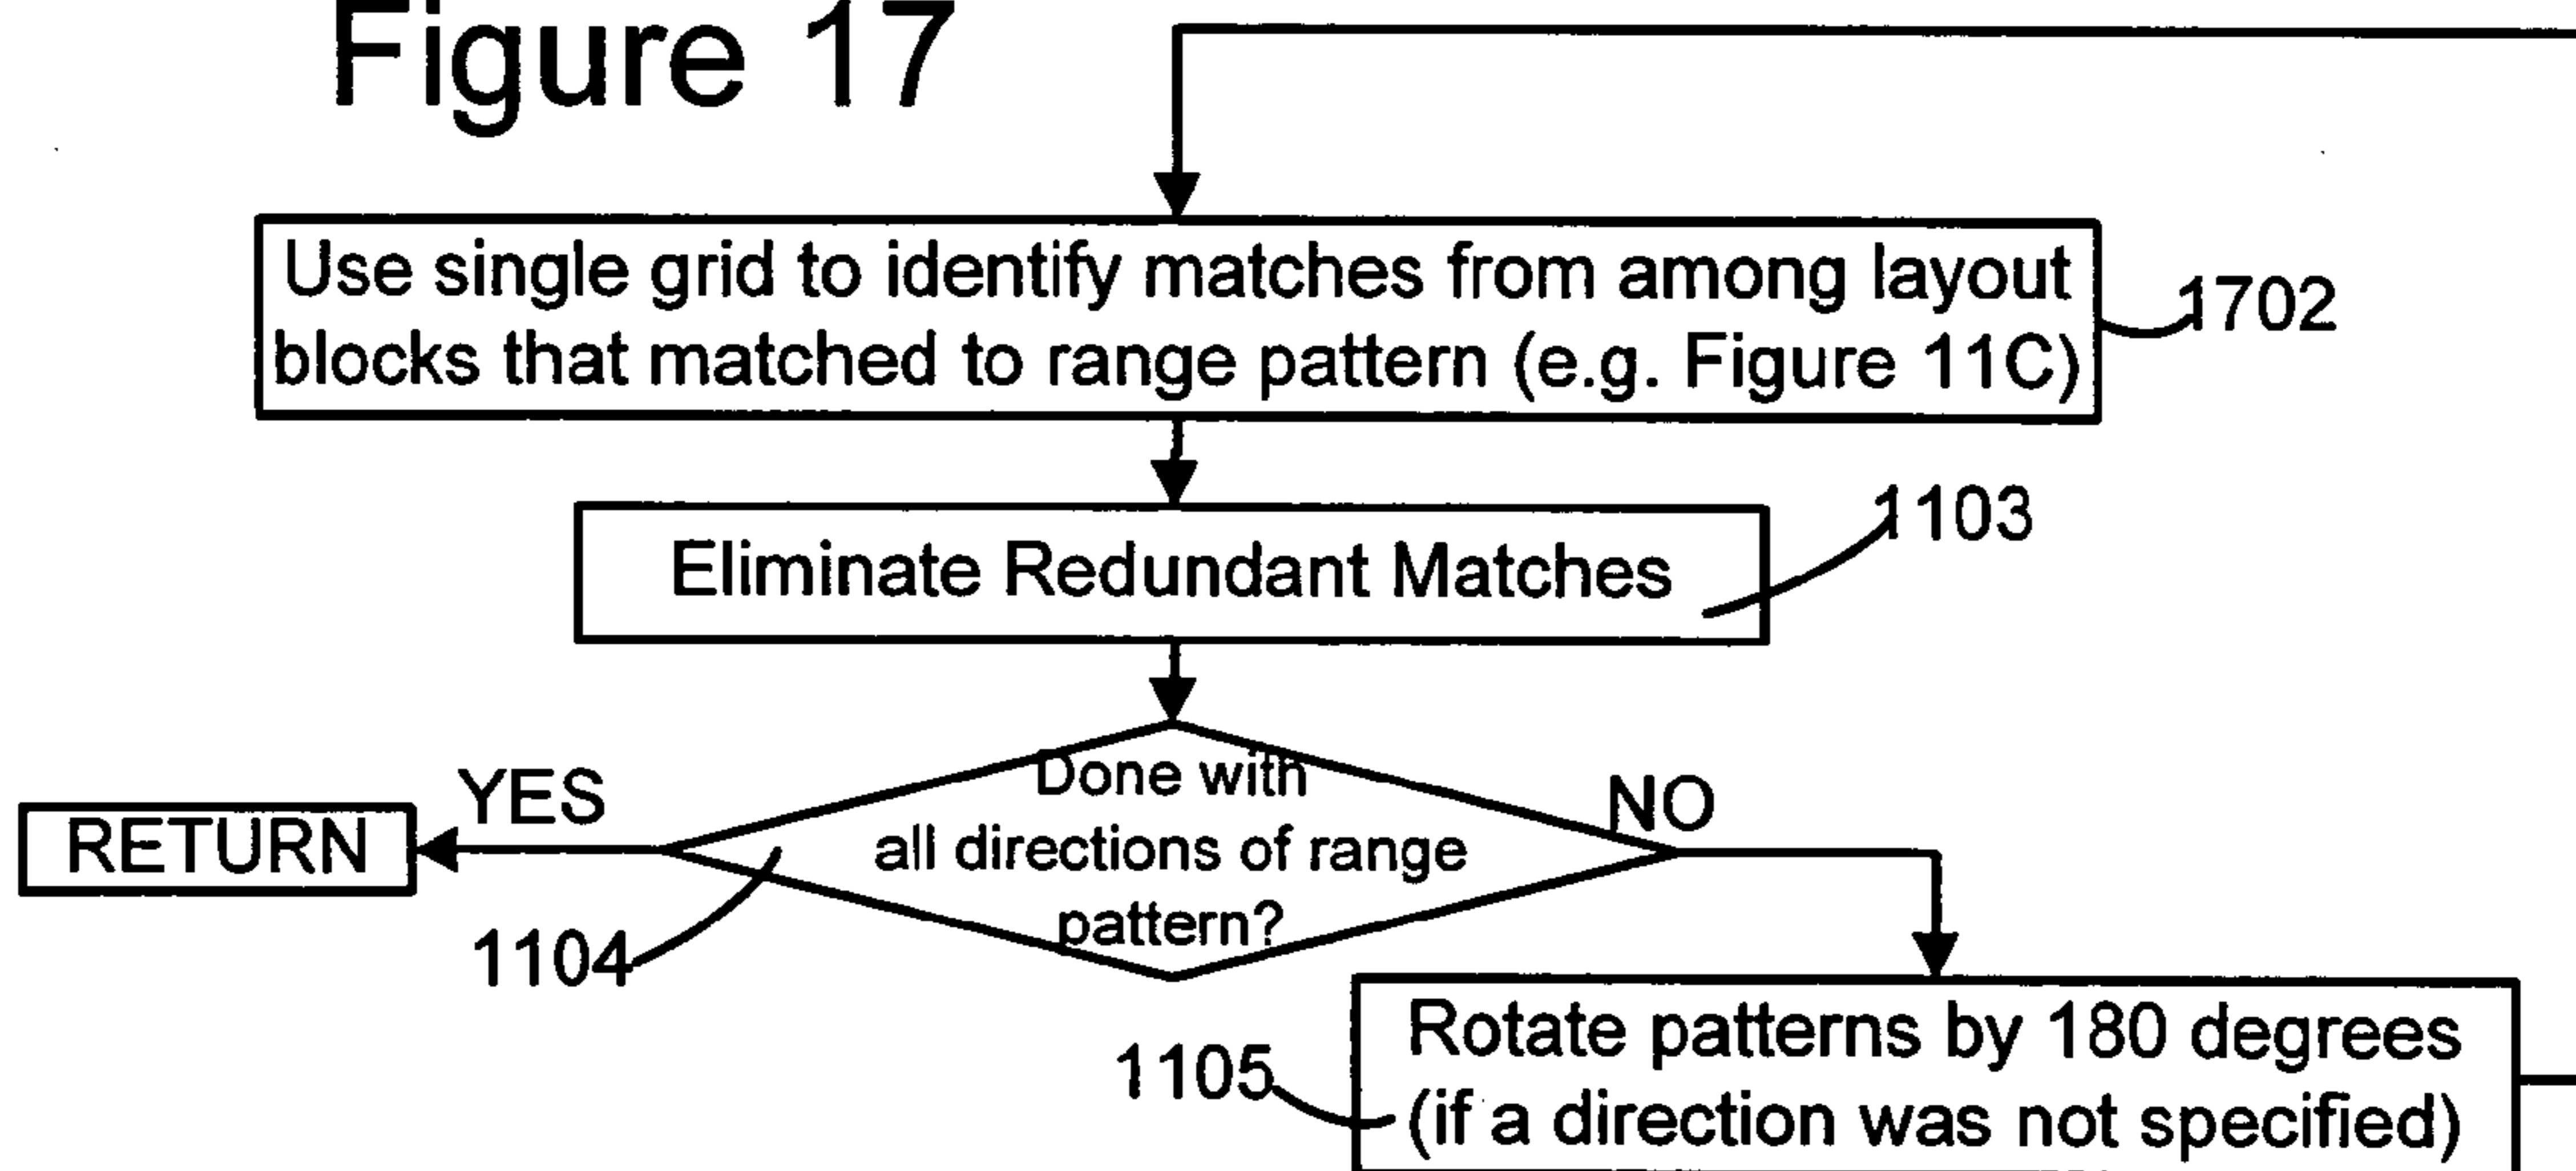 Figure 17
Use single grid to identify matches from among layout
blocks that matched to range pattern (e.g. Figure 11C)
1702
Eliminate Redundant Matches
1103
Done with
all directions of range
pattern?
YES
NO
RETURN
1104
Rotate patterns by 180 degrees
(if a direction was not specified)
1105